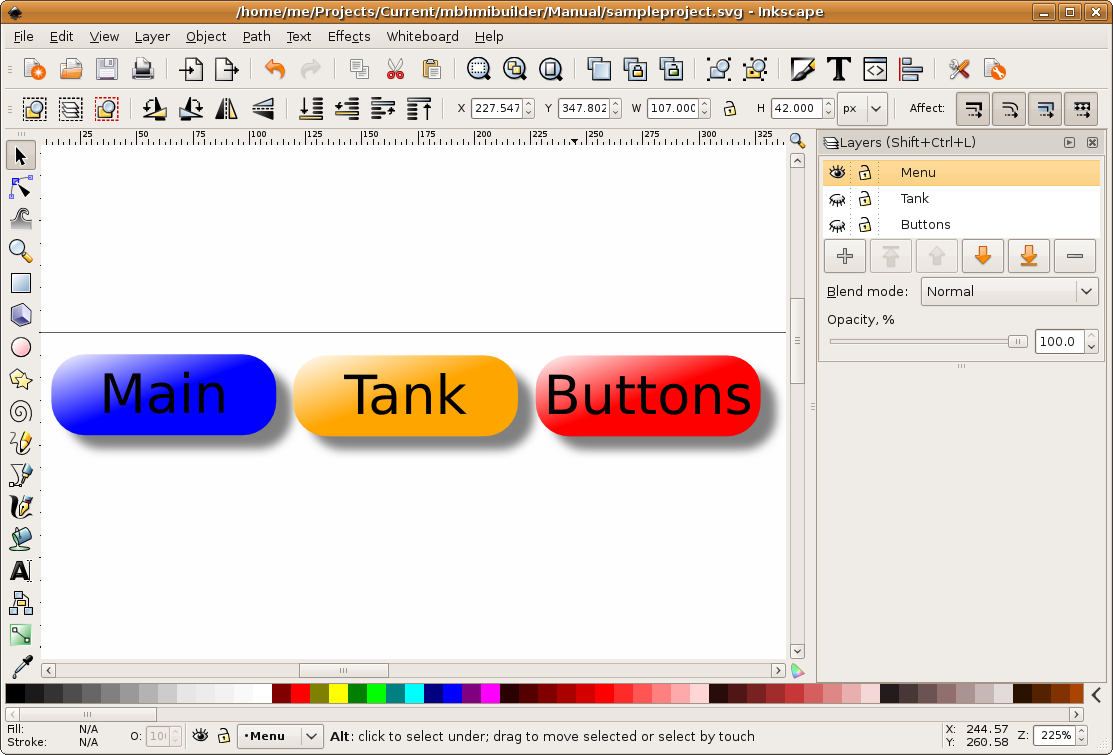 /home/me/Projects/Current/mbhmibuilder/Manual/sampleproject.svg - Inkscape
File Edit View Layer Object Path Text Effects Whiteboard Help
X 227.547 Y 347.802 W 107.000 H 42.000 px Affect:
25 50 75 100 125 150 175 200 225 250 275 300 325
Layers (Shift+Ctrl+L)
Menu
Tank
Buttons
Blend mode: Normal
Opacity, %
100.0
Main Tank Buttons
Fill: N/A
Stroke: N/A
O: 10
•Menu
Alt: click to select under; drag to move selected or select by touch
X: 244.57
Y: 260.58
Z: 225%